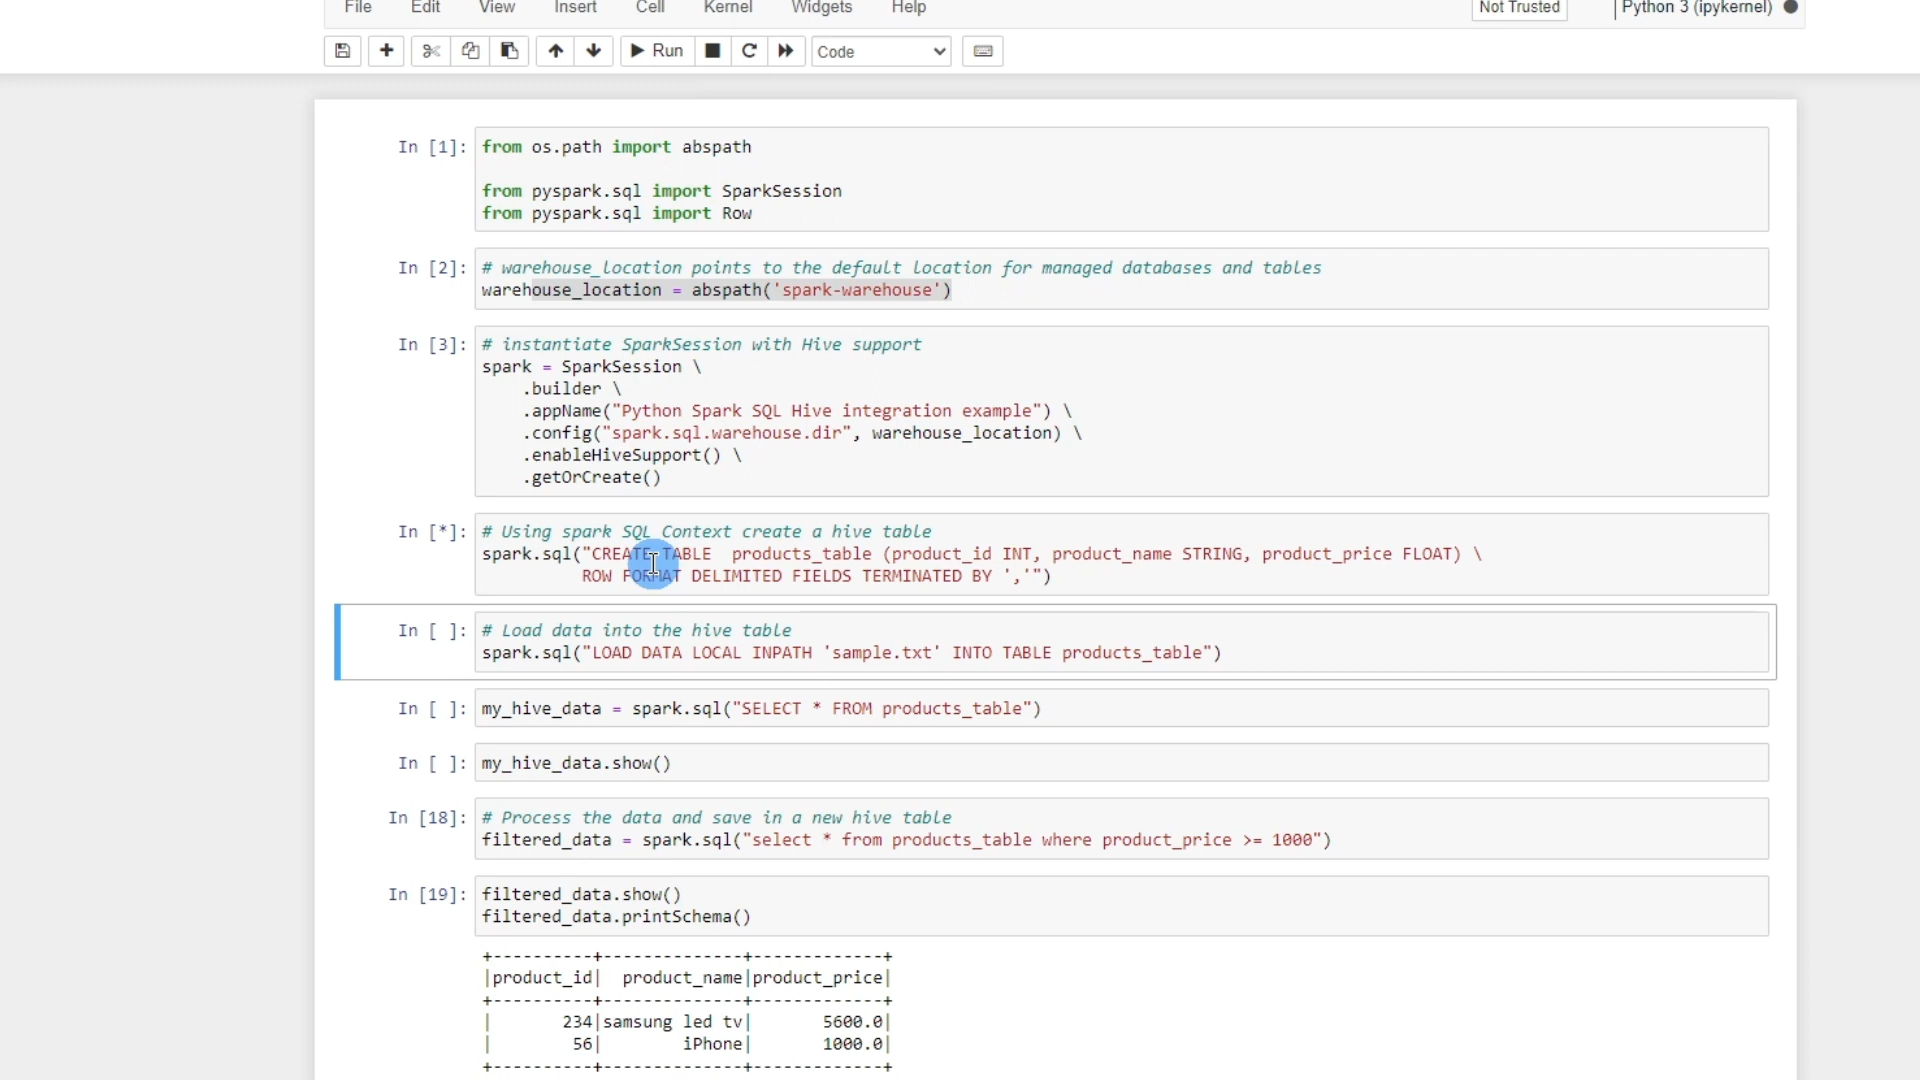 File Edit View Insert Cell Kernel Widgets Help Not Trusted Python 3 (ipykernel)
Run Code
In [1]: from os.path import abspath
from pyspark.sql import SparkSession
from pyspark.sql import Row
In [2]: # warehouse_location points to the default location for managed databases and tables
warehouse_location = abspath('spark-warehouse')
In [3]: # instantiate SparkSession with Hive support
spark = SparkSession \
.builder \
.appName("Python Spark SQL Hive integration example") \
.config("spark.sql.warehouse.dir", warehouse_location) \
.enableHiveSupport() \
.getOrCreate()
In [*]: # Using spark SQL Context create a hive table
spark.sql("CREATE TABLE  products_table (product_id INT, product_name STRING, product_price FLOAT) \
ROW FORMAT DELIMITED FIELDS TERMINATED BY ','")
In [ ]: # Load data into the hive table
spark.sql("LOAD DATA LOCAL INPATH 'sample.txt' INTO TABLE products_table")
In [ ]: my_hive_data = spark.sql("SELECT * FROM products_table")
In [ ]: my_hive_data.show()
In [18]: # Process the data and save in a new hive table
filtered_data = spark.sql("select * from products_table where product_price >= 1000")
In [19]: filtered_data.show()
filtered_data.printSchema()
+----------+--------------+-------------+
|product_id|  product_name|product_price|
+----------+--------------+-------------+
|       234|samsung led tv|       5600.0|
|        56|        iPhone|       1000.0|
+----------+--------------+-------------+